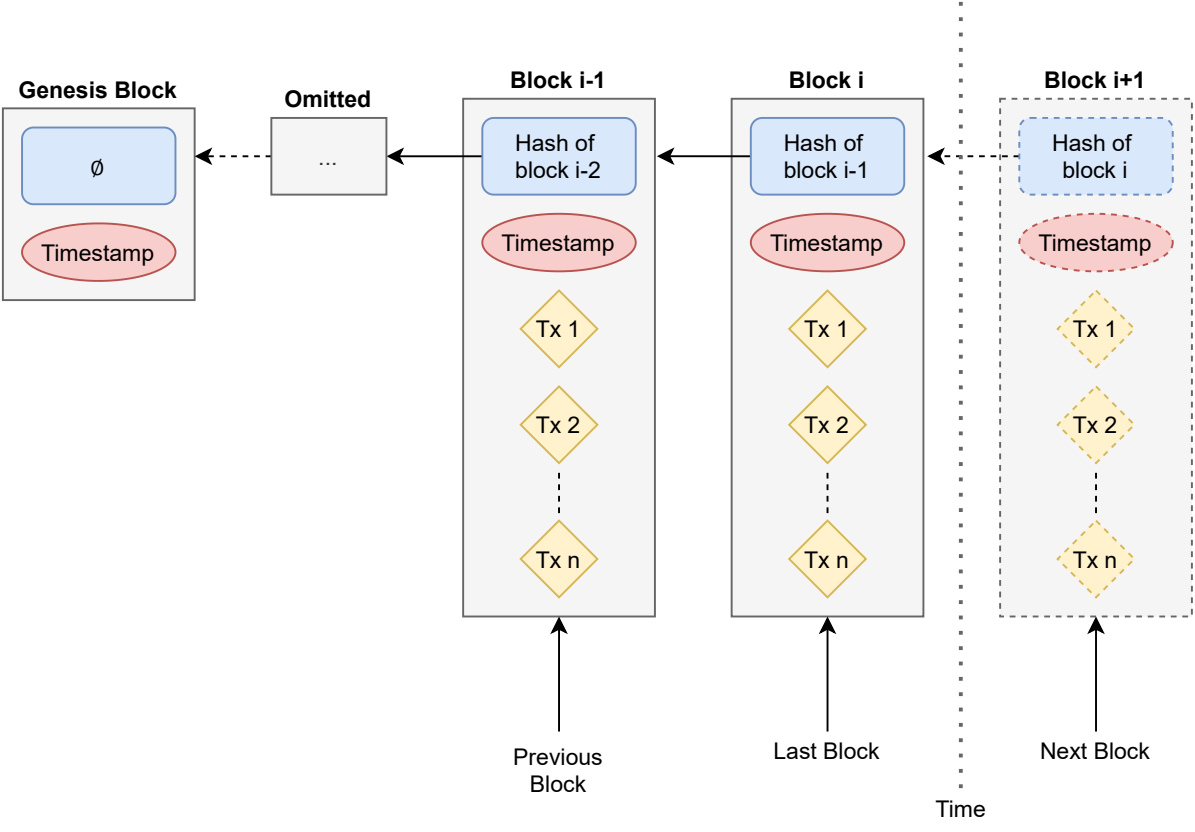 Genesis Block
∅
Timestamp
Omitted
...
Block i-1
Hash of
block i-2
Timestamp
Tx 1
Tx 2
Tx n
Previous
Block
Block i
Hash of
block i-1
Timestamp
Tx 1
Tx 2
Tx n
Last Block
Block i+1
Hash of
block i
Timestamp
Tx 1
Tx 2
Tx n
Next Block
Time